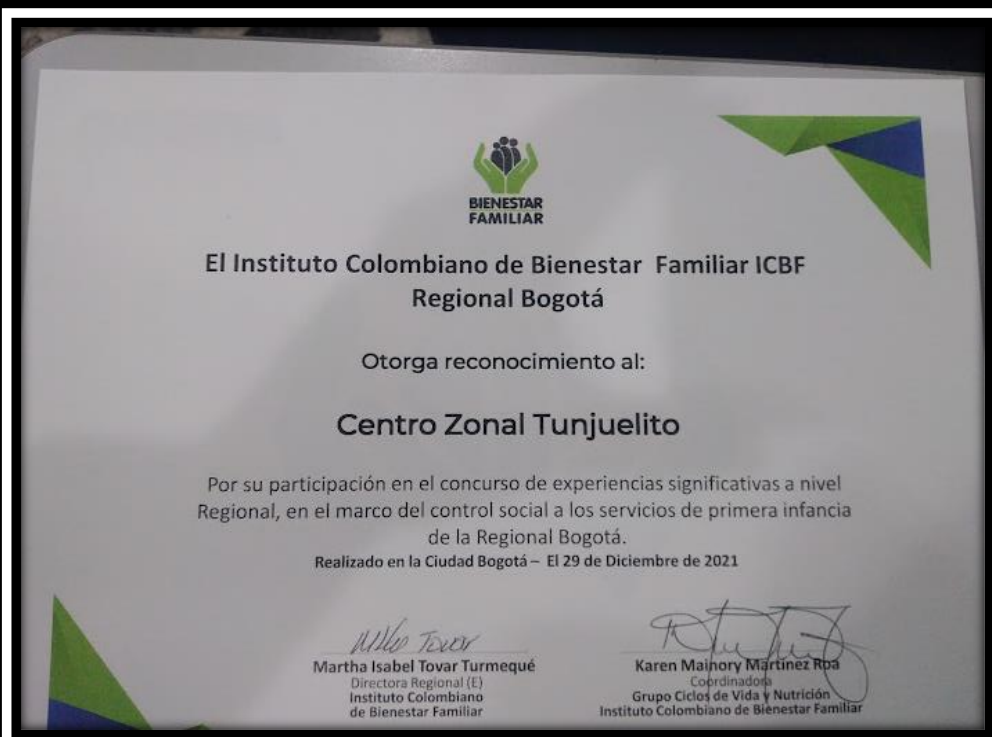 BIENESTAR
FAMILIAR
El Instituto Colombiano de Bienestar Familiar ICBF
Regional Bogotá
Otorga reconocimiento al:
Centro Zonal Tunjuelito
Por su participación en el concurso de experiencias significativas a nivel
Regional, en el marco del control social a los servicios de primera infancia
de la Regional Bogotá.
Realizado en la Ciudad Bogotá – El 29 de Diciembre de 2021
Martha Isabel Tovar Turmequé
Directora Regional (E)
Instituto Colombiano
de Bienestar Familiar
Karen Mainory Martínez Roa
Coordinadora
Grupo Ciclos de Vida y Nutrición
Instituto Colombiano de Bienestar Familiar